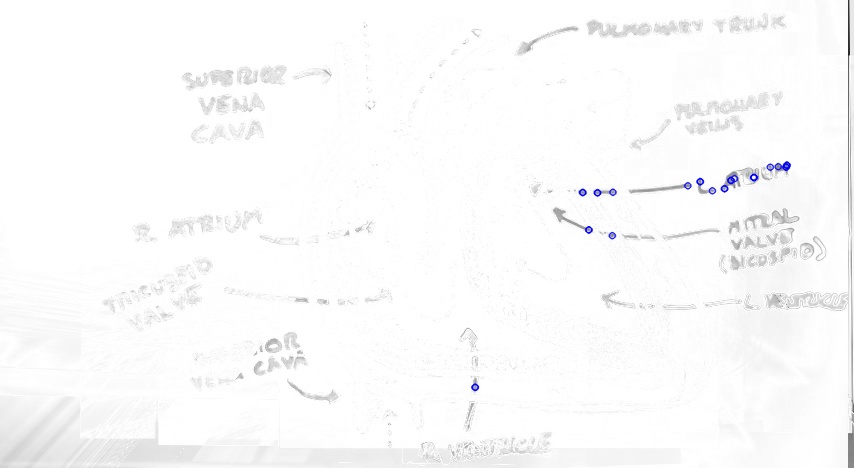 PULMONARY TRUNK
SUPERIOR
VENA
CAVA
PULMONARY
VEINS
L. ATRIUM
R. ATRIUM
MITRAL
VALVE
(BICUSPID)
TRICUSPID
VALVE
L. VENTRICLE
INFERIOR
VENA CAVA
R. VENTRICLE